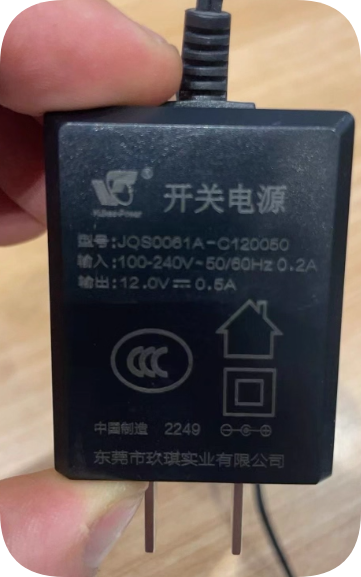 开关电源
型号:JQS0061A-C120050
输入:100-240V~50/60Hz 0.2A
输出:12.0V⎓0.5A
CCC
中国制造 2249
东莞市玖琪实业有限公司